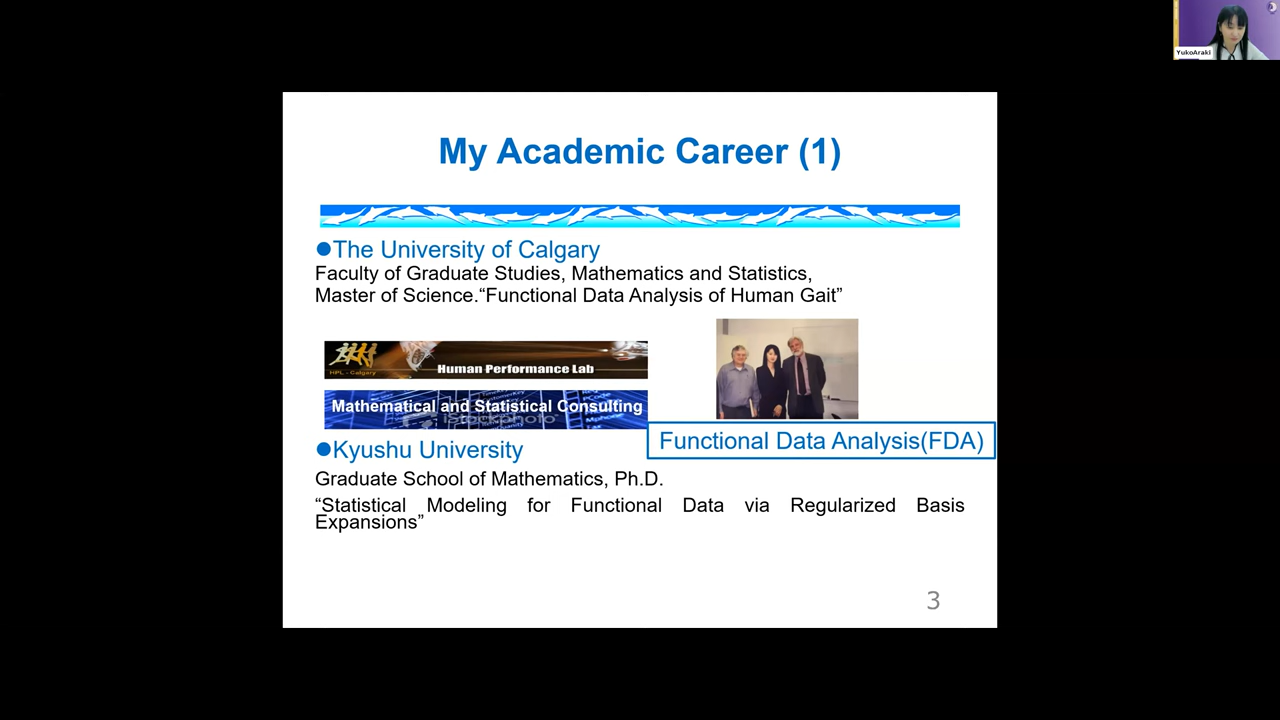 YukoAraki
My Academic Career (1)
●The University of Calgary
Faculty of Graduate Studies, Mathematics and Statistics,
Master of Science.“Functional Data Analysis of Human Gait”
HPL - Calgary
Human Performance Lab
Mathematical and Statistical Consulting
iStockphoto
Functional Data Analysis(FDA)
●Kyushu University
Graduate School of Mathematics, Ph.D.
“Statistical Modeling for Functional Data via Regularized Basis
Expansions”
3